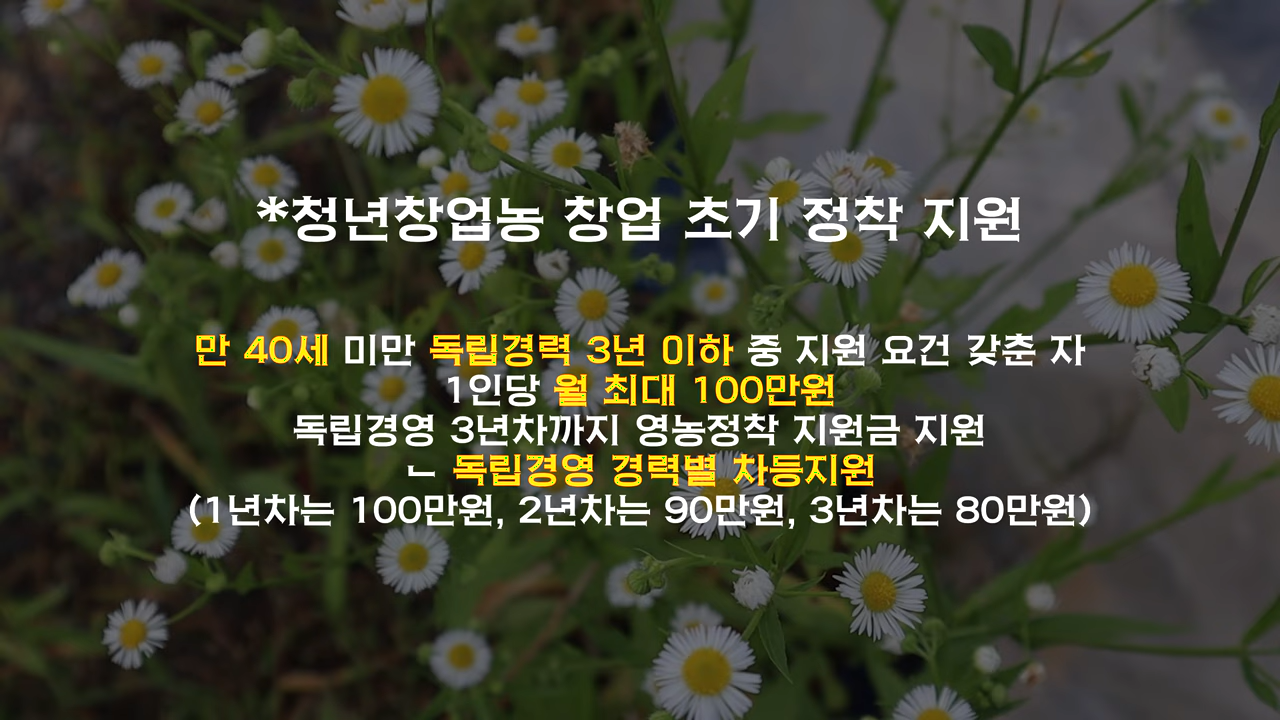 *청년창업농 창업 초기 정착 지원
만 40세 미만 독립경력 3년 이하 중 지원 요건 갖춘 자
1인당 월 최대 100만원
독립경영 3년차까지 영농정착 지원금 지원
ㄴ 독립경영 경력별 차등지원
(1년차는 100만원, 2년차는 90만원, 3년차는 80만원)